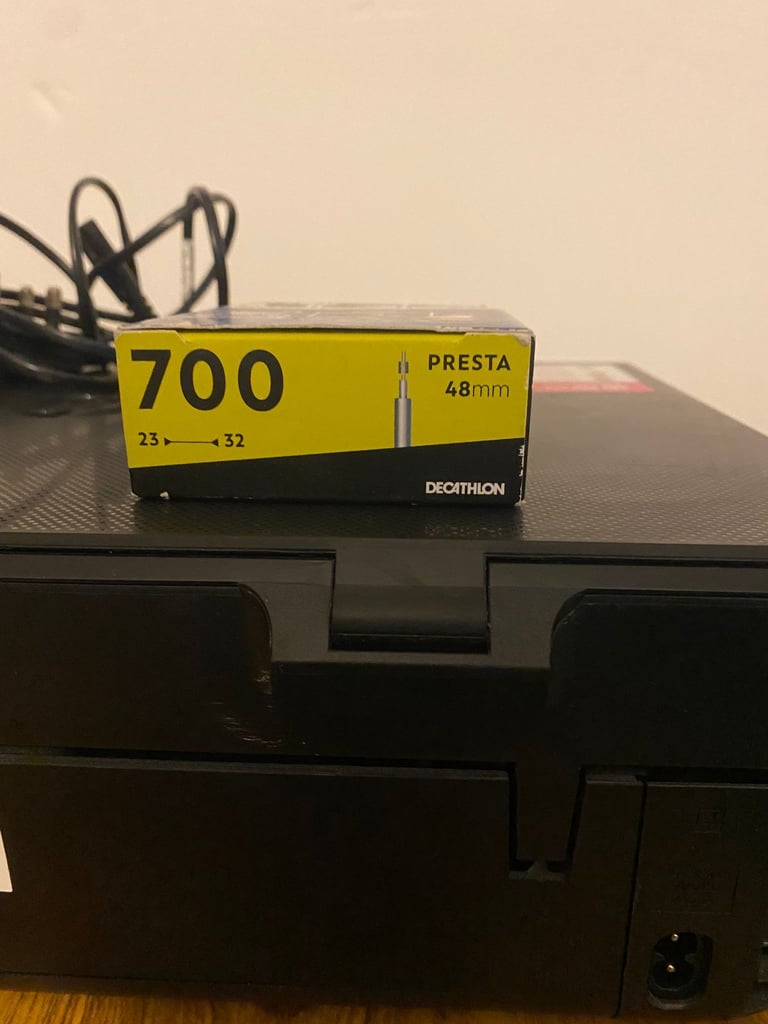 700
PRESTA
48mm
23 32
DECATHLON